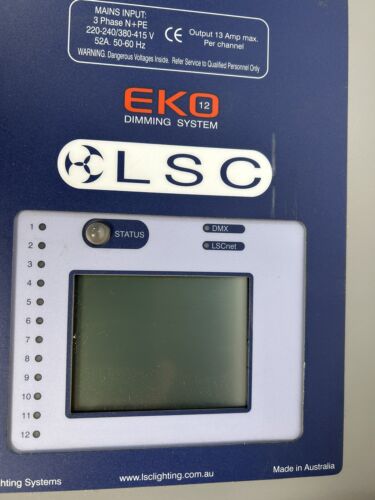 MAINS INPUT:
3 Phase N+PE
220-240/380-415 V
52A. 50-60 Hz
CE
Output 13 Amp max.
Per channel
WARNING. Dangerous Voltages Inside. Refer Service to Qualified Personnel Only
EKO 12
DIMMING SYSTEM
LSC
STATUS
DMX
LSCnet
1
2
3
4
5
6
7
8
9
10
11
12
hting Systems
www.lsclighting.com.au
Made in Australia